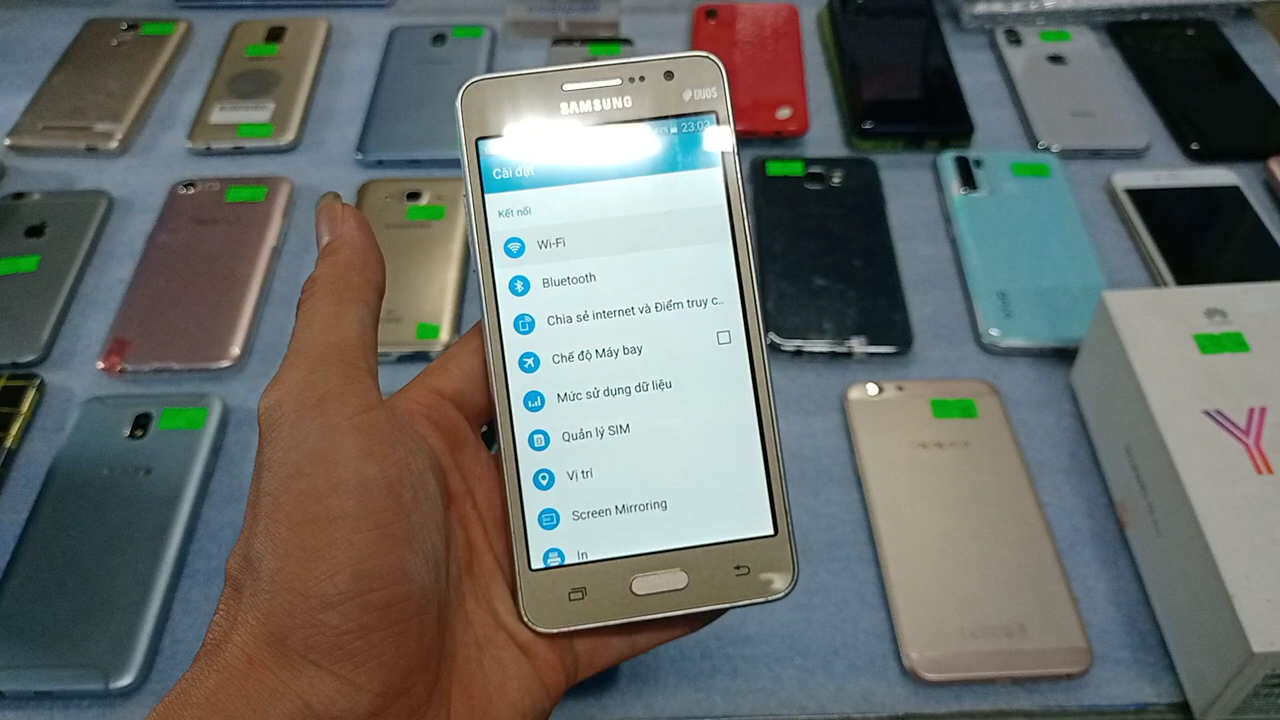 SAMSUNG
DUOS
23:03
Cài đặt
Kết nối
Wi-Fi
Bluetooth
Chia sẻ internet và Điểm truy c..
Chế độ Máy bay
Mức sử dụng dữ liệu
Quản lý SIM
Vị trí
Screen Mirroring
In
Y